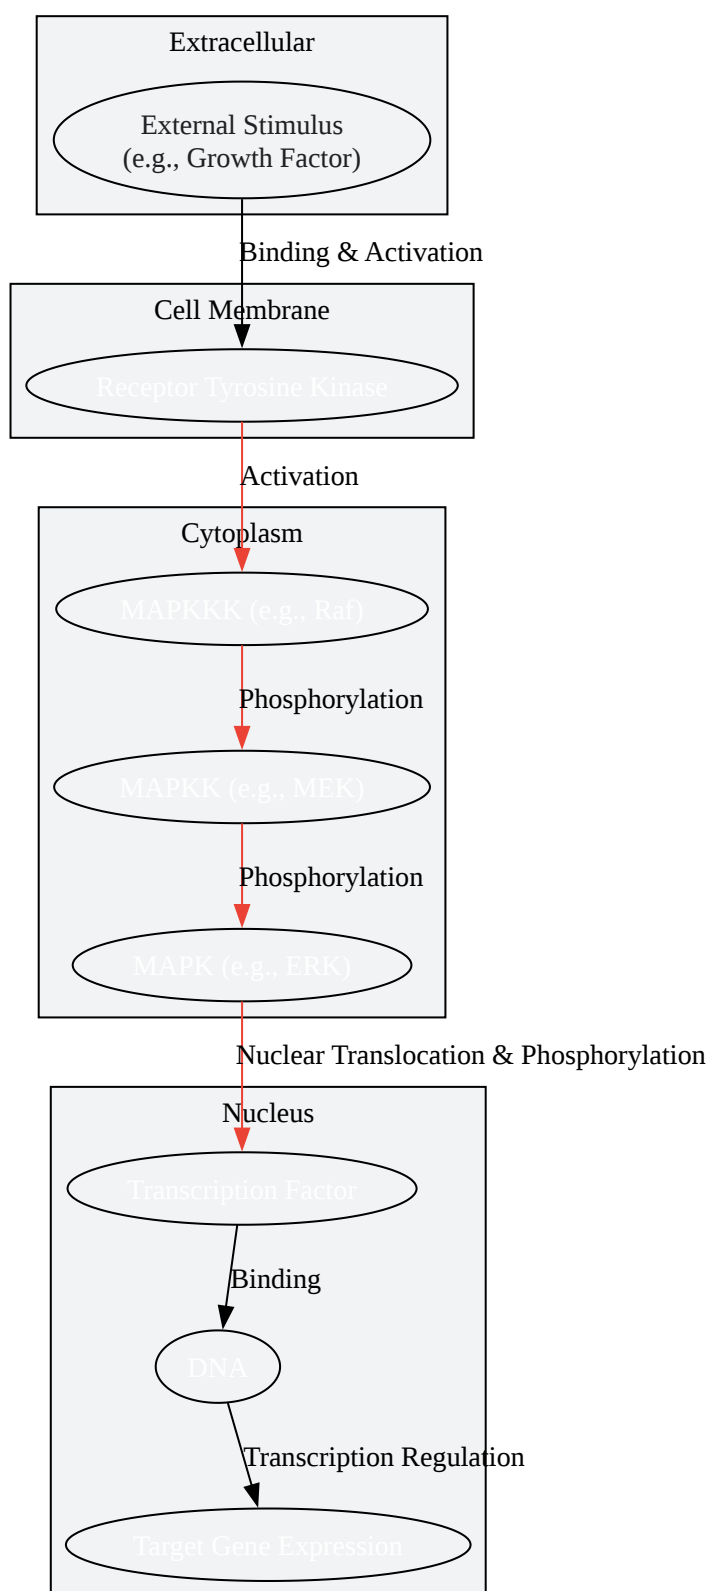 Extracellular
External Stimulus
(e.g., Growth Factor)
Binding & Activation
Cell Membrane
Receptor Tyrosine Kinase
Activation
Cytoplasm
MAPKKK (e.g., Raf)
Phosphorylation
MAPKK (e.g., MEK)
Phosphorylation
MAPK (e.g., ERK)
Nuclear Translocation & Phosphorylation
Nucleus
Transcription Factor
Binding
DNA
Transcription Regulation
Target Gene Expression